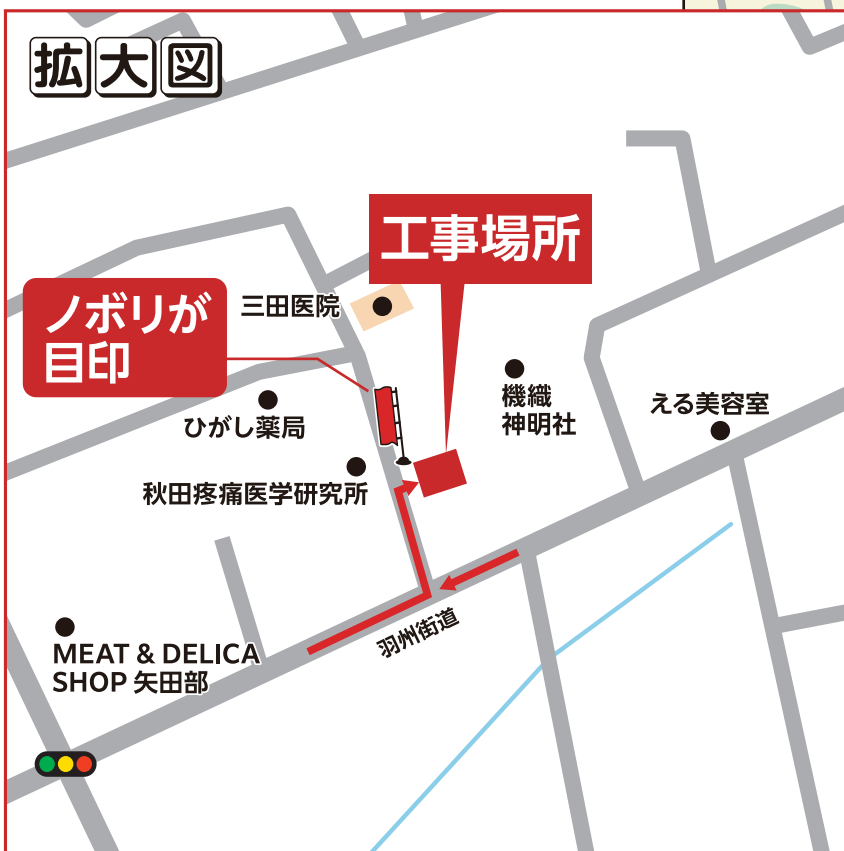 拡大図
工事場所
ノボリが
目印
三田医院
機織
神明社
える美容室
ひがし薬局
秋田疼痛医学研究所
羽州街道
MEAT & DELICA
SHOP 矢田部